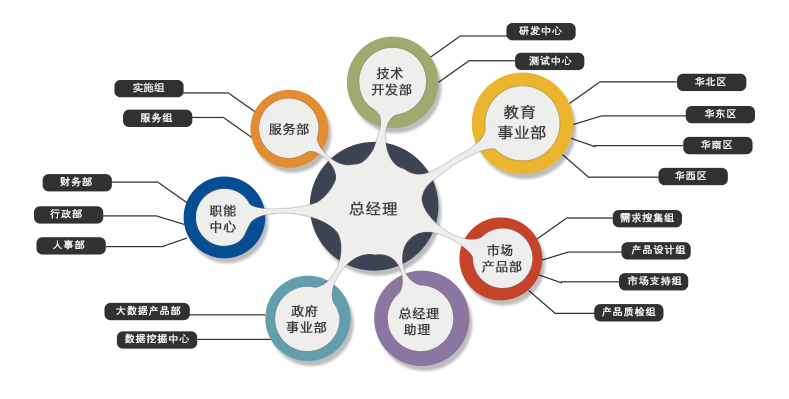 研发中心
测试中心
技术
开发部
华北区
华东区
华南区
华西区
教育
事业部
实施组
服务组
服务部
财务部
行政部
人事部
职能
中心
总经理
需求搜集组
产品设计组
市场支持组
产品质检组
市场
产品部
大数据产品部
数据挖掘中心
政府
事业部
总经理
助理